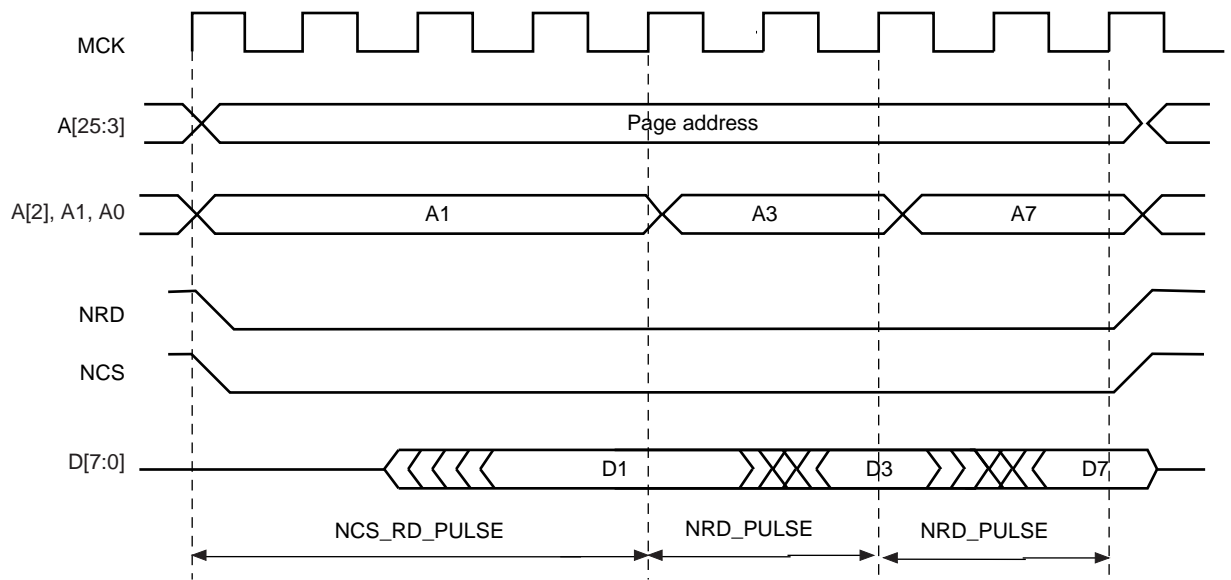 MCK
A[25:3]
Page address
A[2], A1, A0
A1
A3
A7
NRD
NCS
D[7:0]
D1
D3
D7
NCS_RD_PULSE
NRD_PULSE
NRD_PULSE